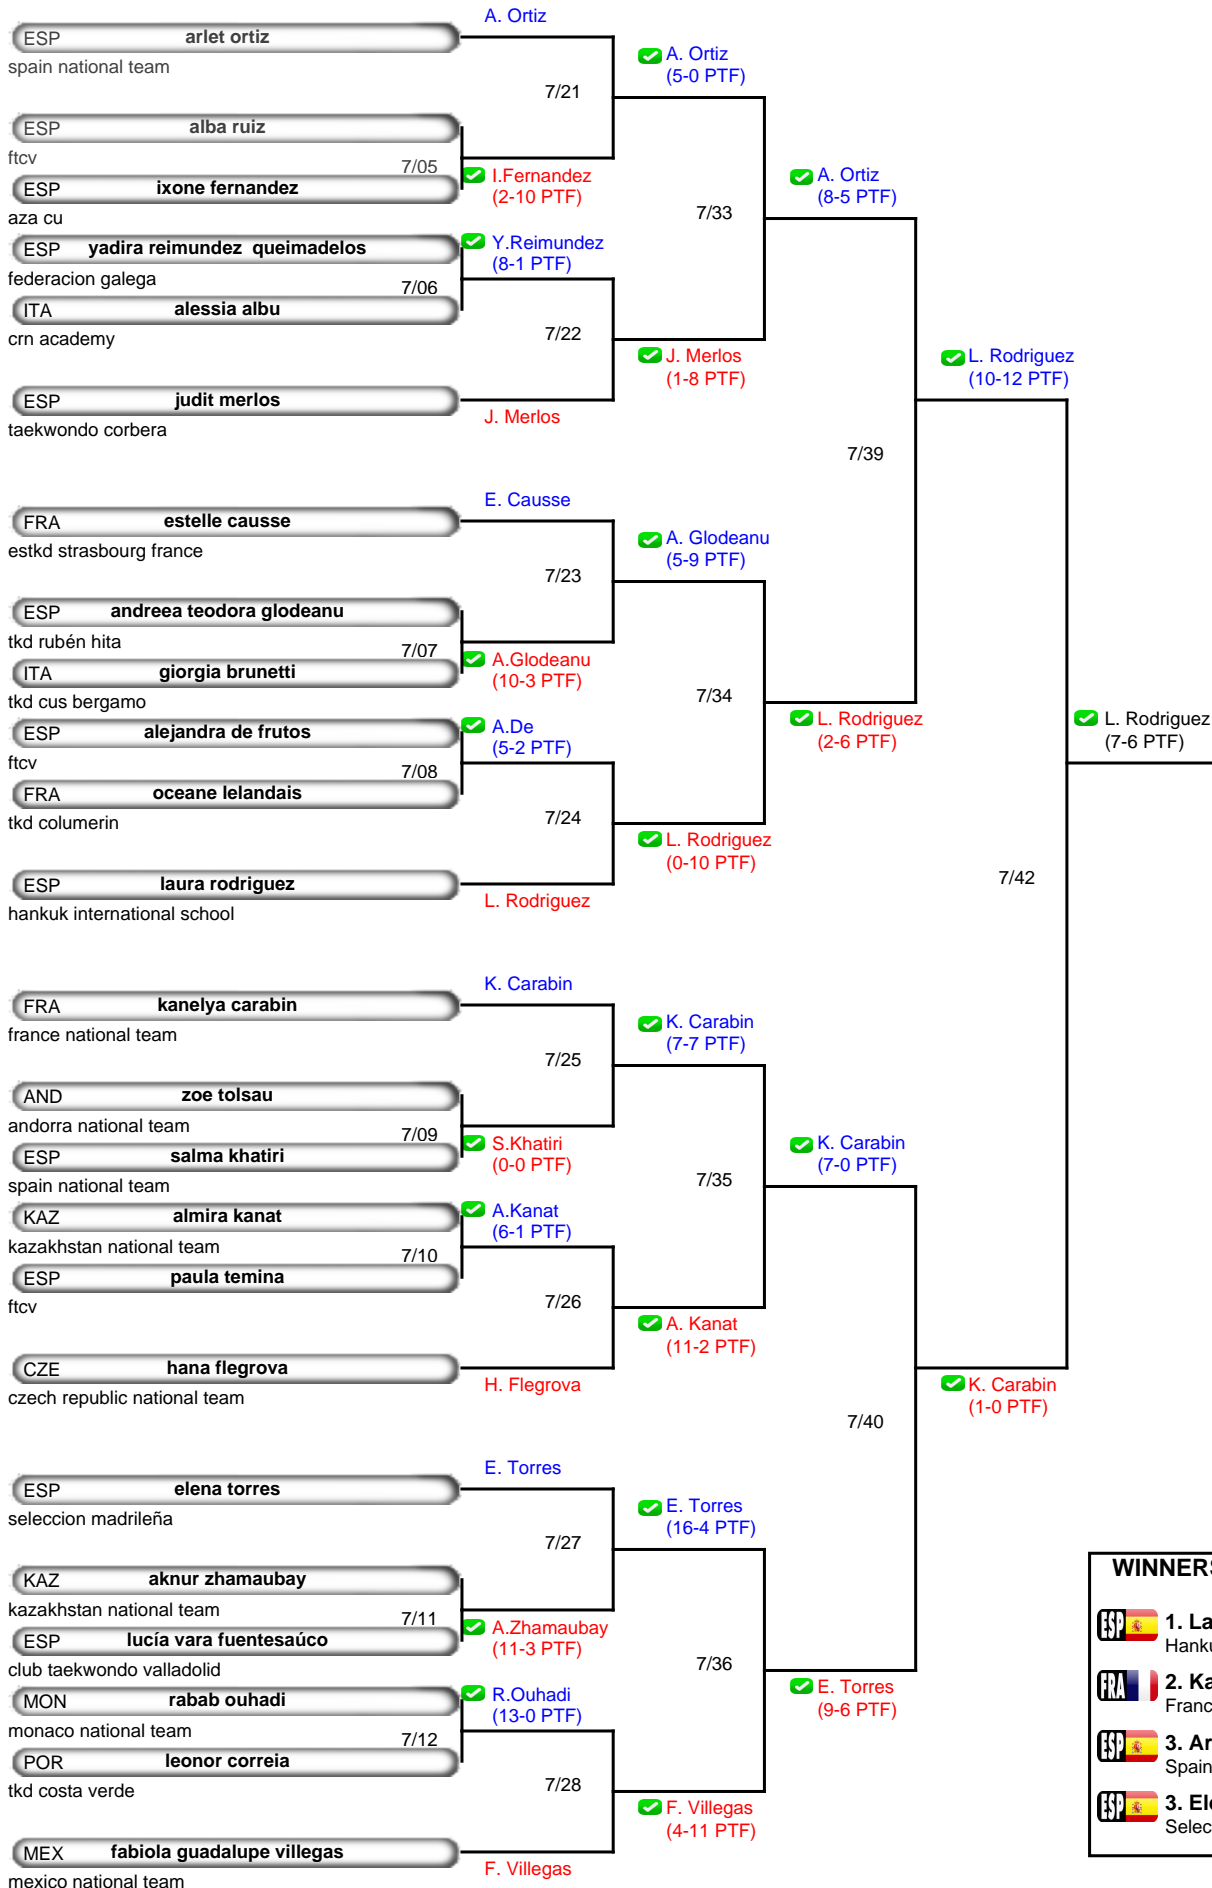 A. Ortiz
ESP arlet ortiz
spain national team
A. Ortiz
(5-0 PTF)
7/21
ESP alba ruiz
ftcv
7/05
I.Fernandez
(2-10 PTF)
ESP ixone fernandez
aza cu
A. Ortiz
(8-5 PTF)
7/33
ESP yadira reimundez queimadelos
federacion galega
Y.Reimundez
(8-1 PTF)
7/06
ITA alessia albu
crn academy
7/22
J. Merlos
(1-8 PTF)
L. Rodriguez
(10-12 PTF)
ESP judit merlos
taekwondo corbera
J. Merlos
7/39
E. Causse
FRA estelle causse
estkd strasbourg france
A. Glodeanu
(5-9 PTF)
7/23
ESP andreea teodora glodeanu
tkd rubén hita
7/07
A.Glodeanu
(10-3 PTF)
ITA giorgia brunetti
tkd cus bergamo
7/34
ESP alejandra de frutos
ftcv
A.De
(5-2 PTF)
L. Rodriguez
(2-6 PTF)
L. Rodriguez
(7-6 PTF)
7/08
FRA oceane lelandais
tkd columerin
7/24
L. Rodriguez
(0-10 PTF)
ESP laura rodriguez
hankuk international school
L. Rodriguez
7/42
K. Carabin
FRA kanelya carabin
france national team
K. Carabin
(7-7 PTF)
7/25
AND zoe tolsau
andorra national team
7/09
S.Khatiri
(0-0 PTF)
ESP salma khatiri
spain national team
K. Carabin
(7-0 PTF)
7/35
KAZ almira kanat
kazakhstan national team
A.Kanat
(6-1 PTF)
7/10
ESP paula temina
ftcv
7/26
A. Kanat
(11-2 PTF)
CZE hana flegrova
czech republic national team
H. Flegrova
K. Carabin
(1-0 PTF)
7/40
E. Torres
ESP elena torres
seleccion madrileña
E. Torres
(16-4 PTF)
7/27
KAZ aknur zhamaubay
kazakhstan national team
7/11
A.Zhamaubay
(11-3 PTF)
ESP lucía vara fuentesaúco
club taekwondo valladolid
7/36
MON rabab ouhadi
monaco national team
R.Ouhadi
(13-0 PTF)
E. Torres
(9-6 PTF)
7/12
POR leonor correia
tkd costa verde
7/28
F. Villegas
(4-11 PTF)
MEX fabiola guadalupe villegas
mexico national team
F. Villegas
WINNERS
ESP 1. La
Hanku
FRA 2. Ka
Franc
ESP 3. Ar
Spain
ESP 3. Ele
Selec